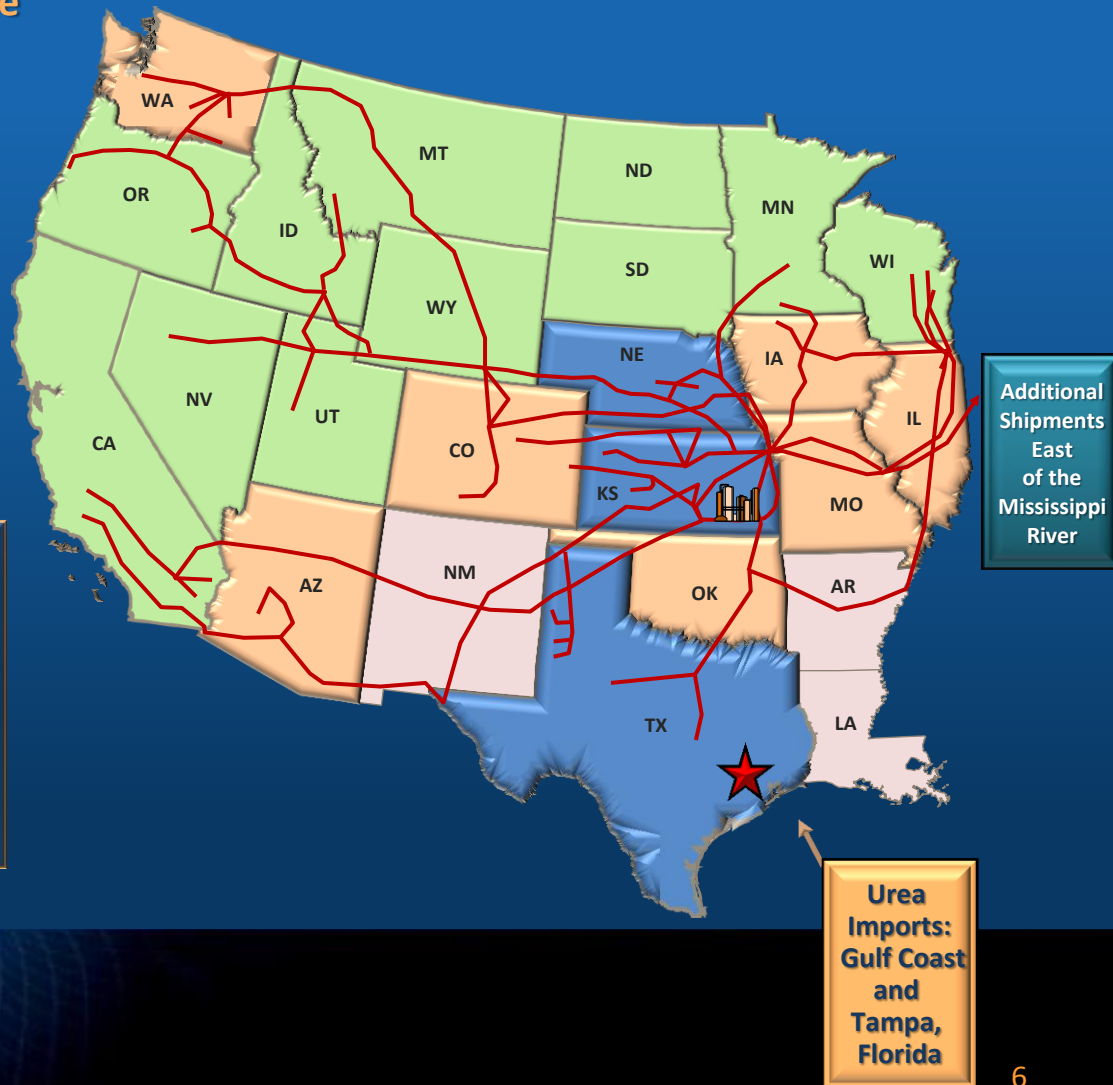 e
WA
MT
ND
MN
OR
ID
WI
SD
WY
NE
IA
NV
UT
CO
IL
CA
KS
MO
AZ
NM
OK
AR
TX
LA
Additional
Shipments
East
of the
Mississippi
River
Urea
Imports:
Gulf Coast
and
Tampa,
Florida
6